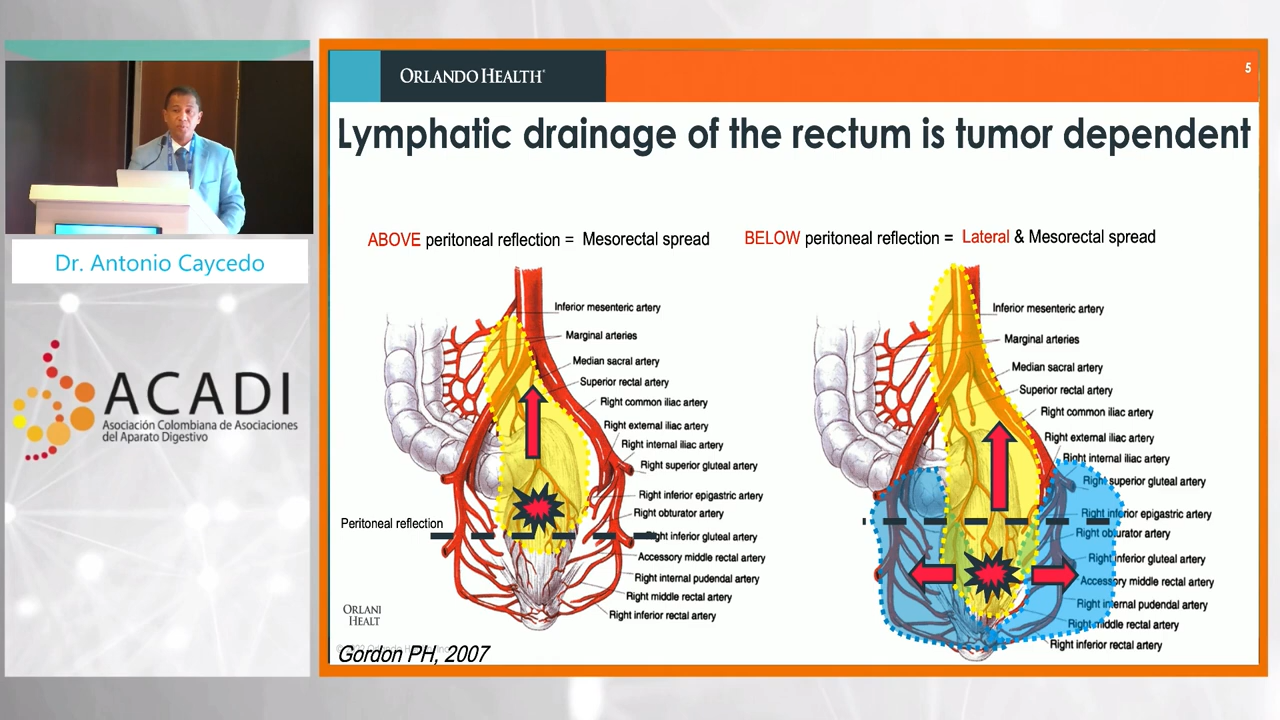 ORLANDO HEALTH®
5
Lymphatic drainage of the rectum is tumor dependent
ABOVE peritoneal reflection = Mesorectal spread
BELOW peritoneal reflection = Lateral & Mesorectal spread
Inferior mesenteric artery
Marginal arteries
Median sacral artery
Superior rectal artery
Right common iliac artery
Right external iliac artery
Right internal iliac artery
Right superior gluteal artery
Right inferior epigastric artery
Right obturator artery
Right inferior gluteal artery
Accessory middle rectal artery
Right internal pudendal artery
Right middle rectal artery
Right inferior rectal artery
Peritoneal reflection
ORLANI
HEALT
Gordon PH, 2007
Inferior mesenteric artery
Marginal arteries
Median sacral artery
Superior rectal artery
Right common iliac artery
Right external iliac artery
Right internal iliac artery
Right superior gluteal artery
Right inferior epigastric artery
Right obturator artery
Right inferior gluteal artery
Accessory middle rectal artery
Right internal pudendal artery
Right middle rectal artery
Right inferior rectal artery
Dr. Antonio Caycedo
ACADI
Asociación Colombiana de Asociaciones
del Aparato Digestivo